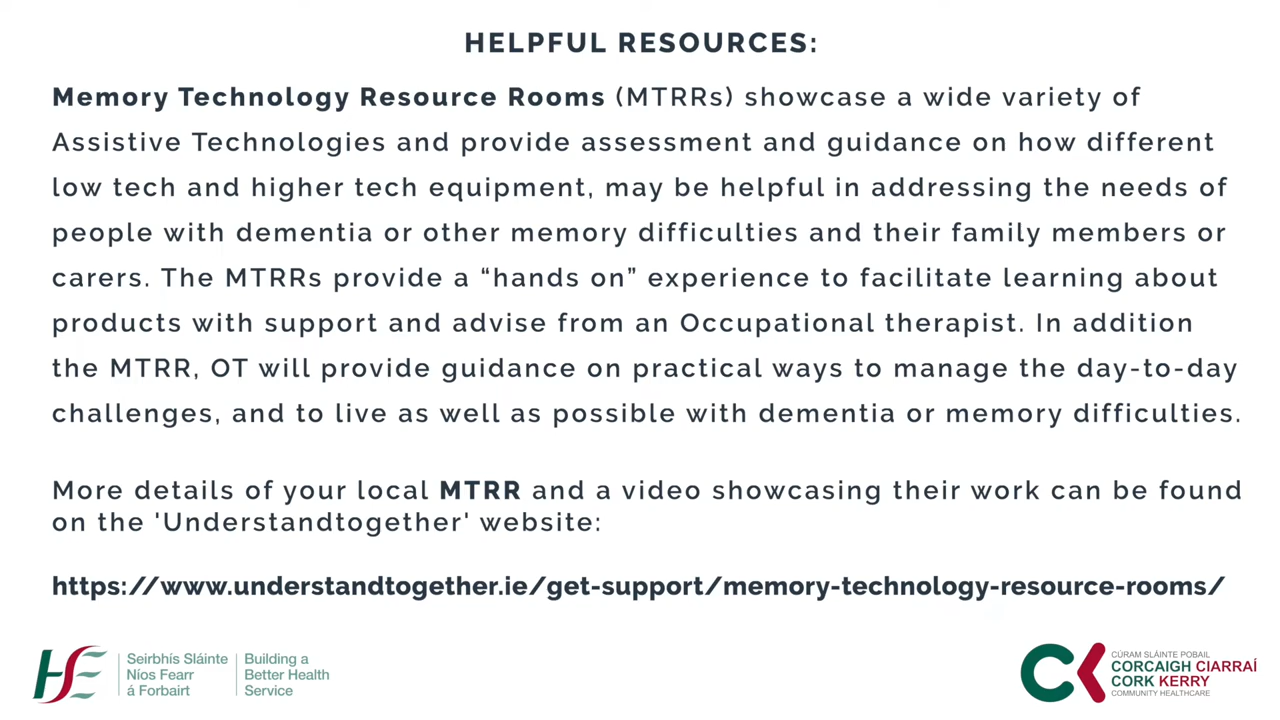 HELPFUL RESOURCES:
Memory Technology Resource Rooms (MTRRs) showcase a wide variety of
Assistive Technologies and provide assessment and guidance on how different
low tech and higher tech equipment, may be helpful in addressing the needs of
people with dementia or other memory difficulties and their family members or
carers. The MTRRs provide a “hands on” experience to facilitate learning about
products with support and advise from an Occupational therapist. In addition
the MTRR, OT will provide guidance on practical ways to manage the day-to-day
challenges, and to live as well as possible with dementia or memory difficulties.
More details of your local MTRR and a video showcasing their work can be found
on the 'Understandtogether' website:
https://www.understandtogether.ie/get-support/memory-technology-resource-rooms/
HSE
Seirbhís Sláinte
Níos Fearr
á Forbairt
Building a
Better Health
Service
CK
CÚRAM SLÁINTE POBAIL
CORCAIGH CIARRAÍ
CORK KERRY
COMMUNITY HEALTHCARE